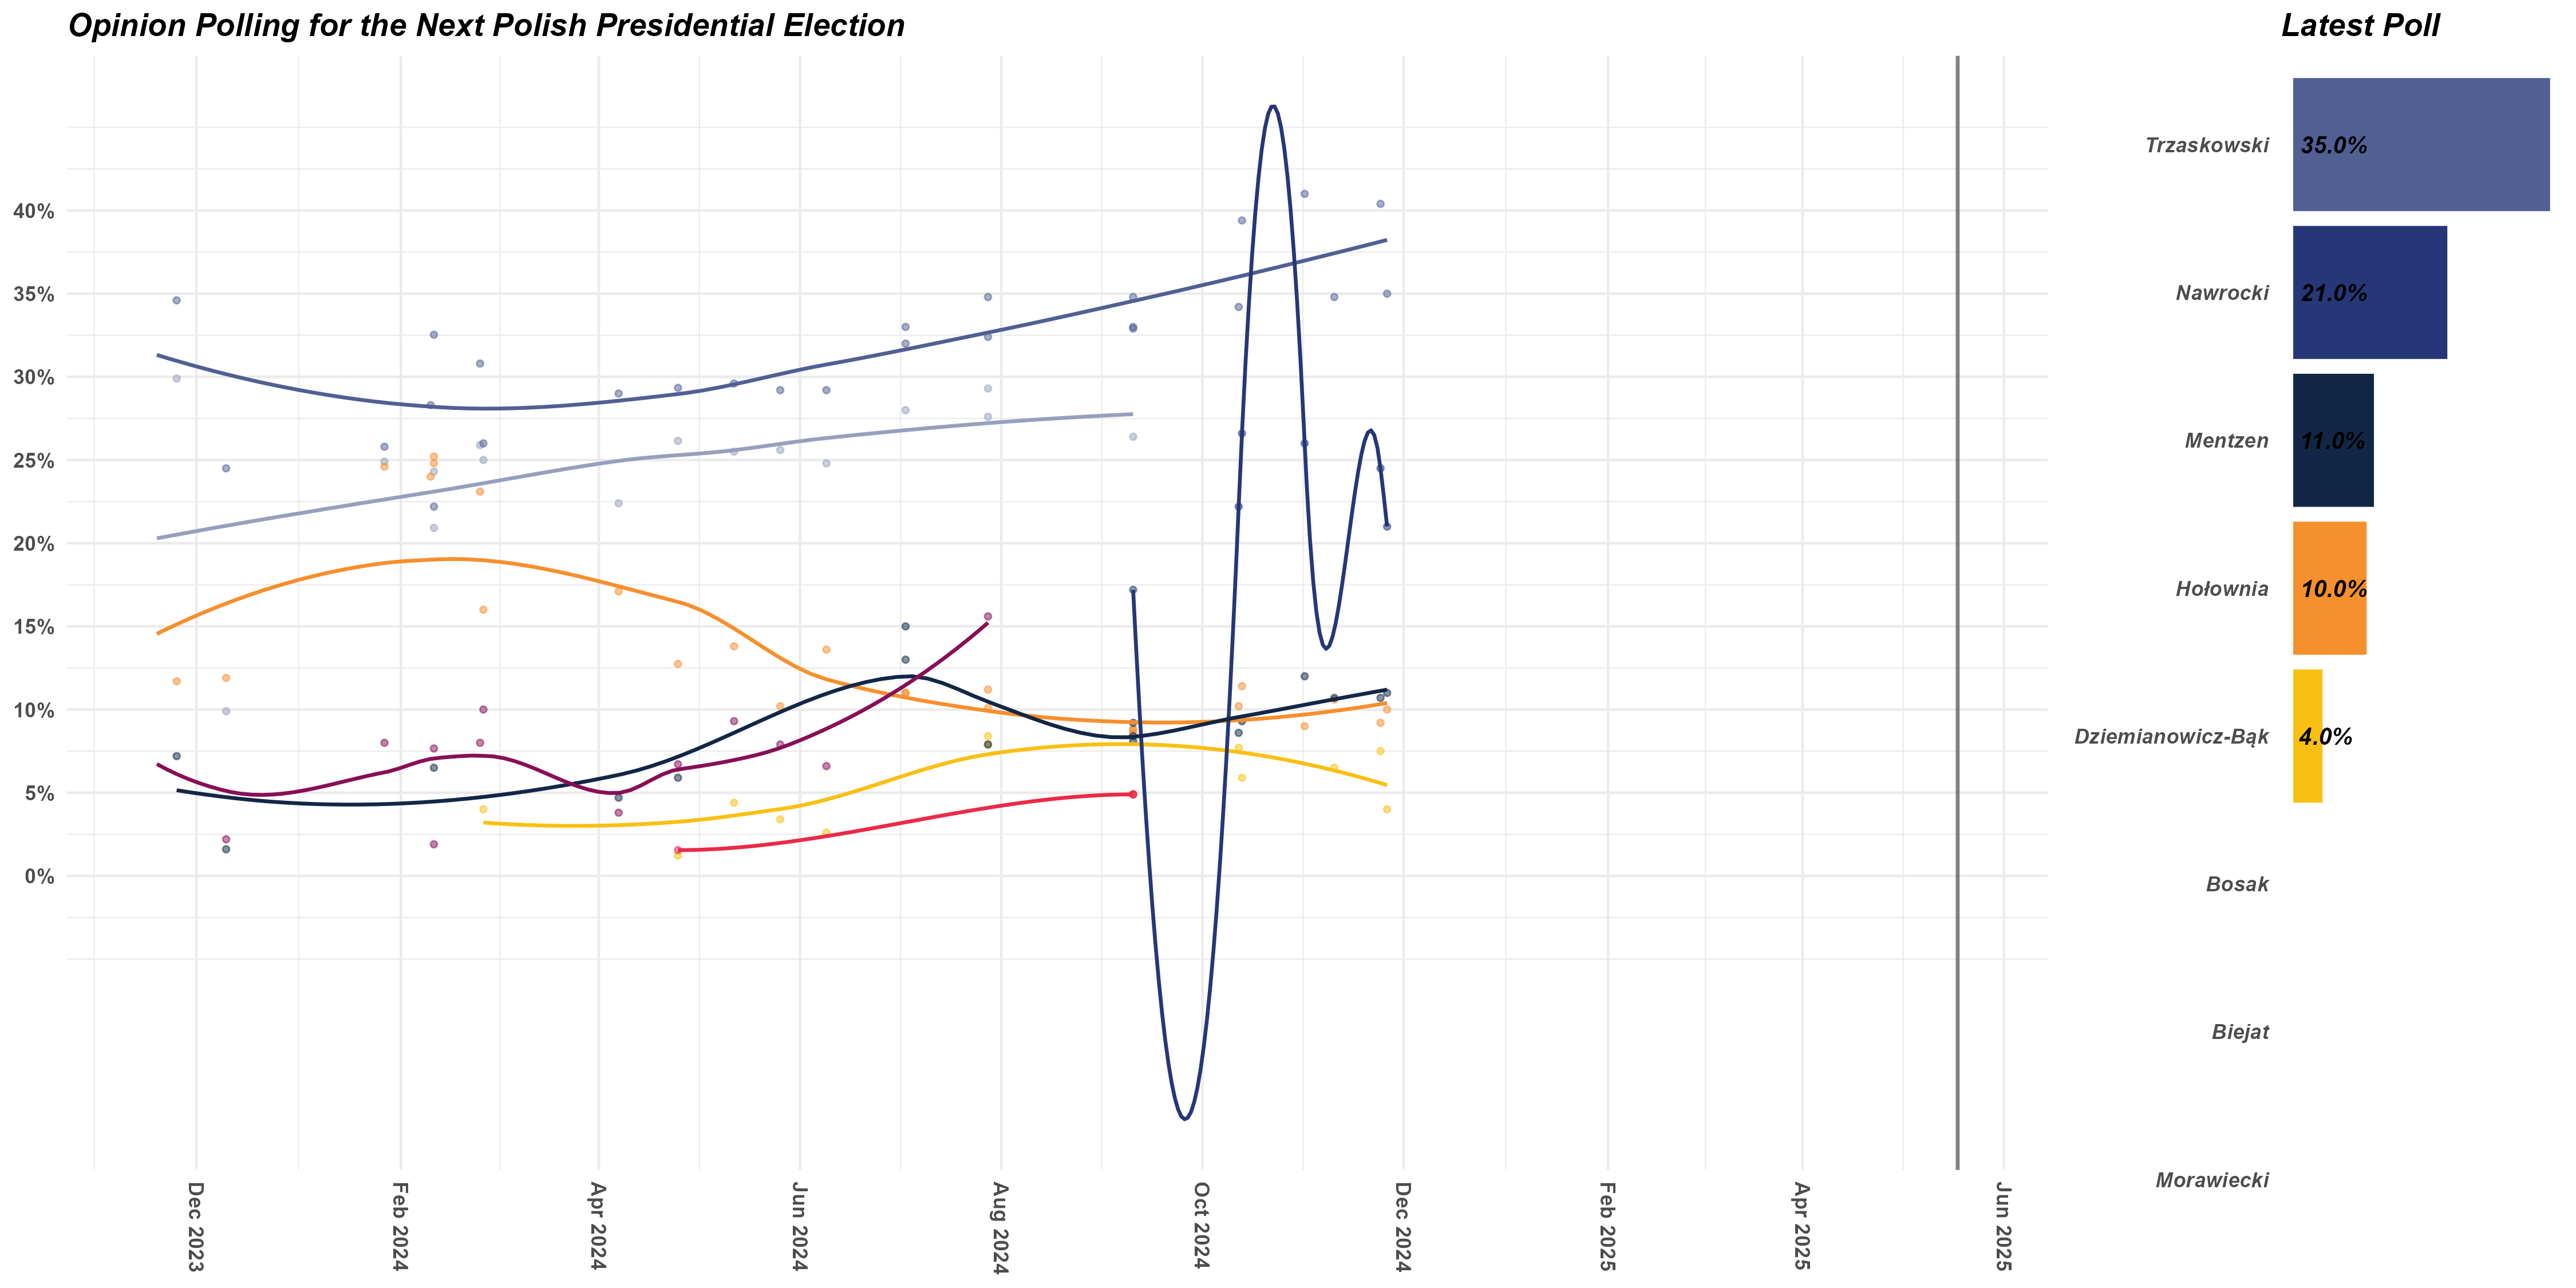 Opinion Polling for the Next Polish Presidential Election
40%
35%
30%
25%
20%
15%
10%
5%
0%
Dec 2023
Feb 2024
Apr 2024
Jun 2024
Aug 2024
Oct 2024
Dec 2024
Feb 2025
Apr 2025
Jun 2025
Latest Poll
Trzaskowski 35.0%
Nawrocki 21.0%
Mentzen 11.0%
Hołownia 10.0%
Dziemianowicz-Bąk 4.0%
Bosak
Biejat
Morawiecki